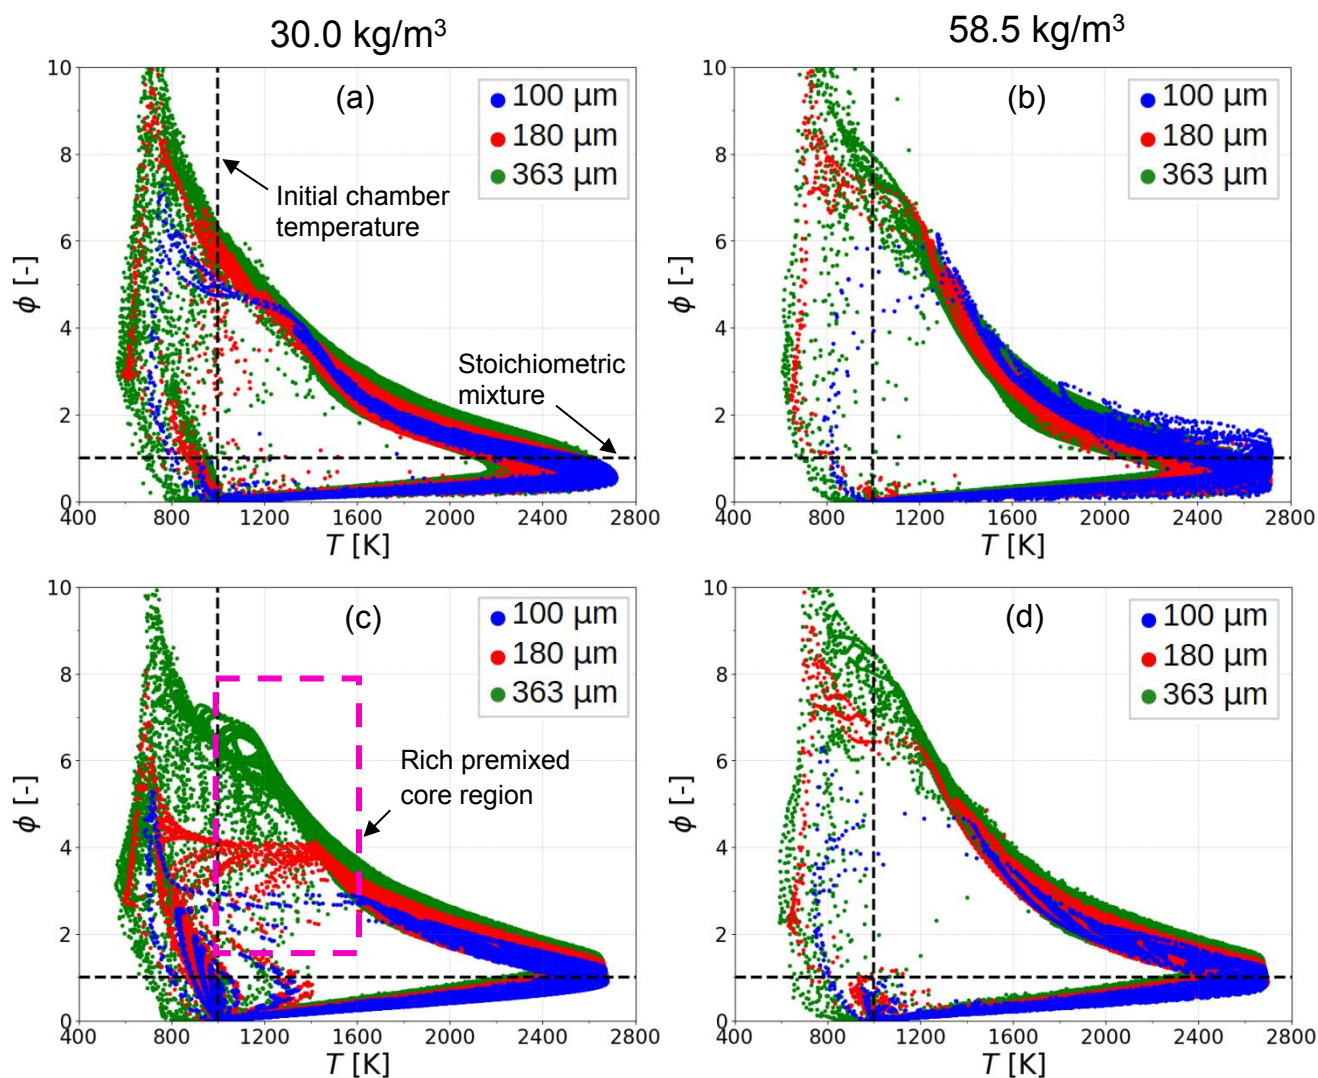 30.0 kg/m³
58.5 kg/m³
10
8
6
4
2
0
ϕ [-]
400 800 1200 1600 2000 2400 2800
T [K]
(a)
100 μm
180 μm
363 μm
Initial chamber
temperature
Stoichiometric
mixture
10
8
6
4
2
0
ϕ [-]
400 800 1200 1600 2000 2400 2800
T [K]
(b)
100 μm
180 μm
363 μm
10
8
6
4
2
0
ϕ [-]
400 800 1200 1600 2000 2400 2800
T [K]
(c)
100 μm
180 μm
363 μm
Rich premixed
core region
10
8
6
4
2
0
ϕ [-]
400 800 1200 1600 2000 2400 2800
T [K]
(d)
100 μm
180 μm
363 μm